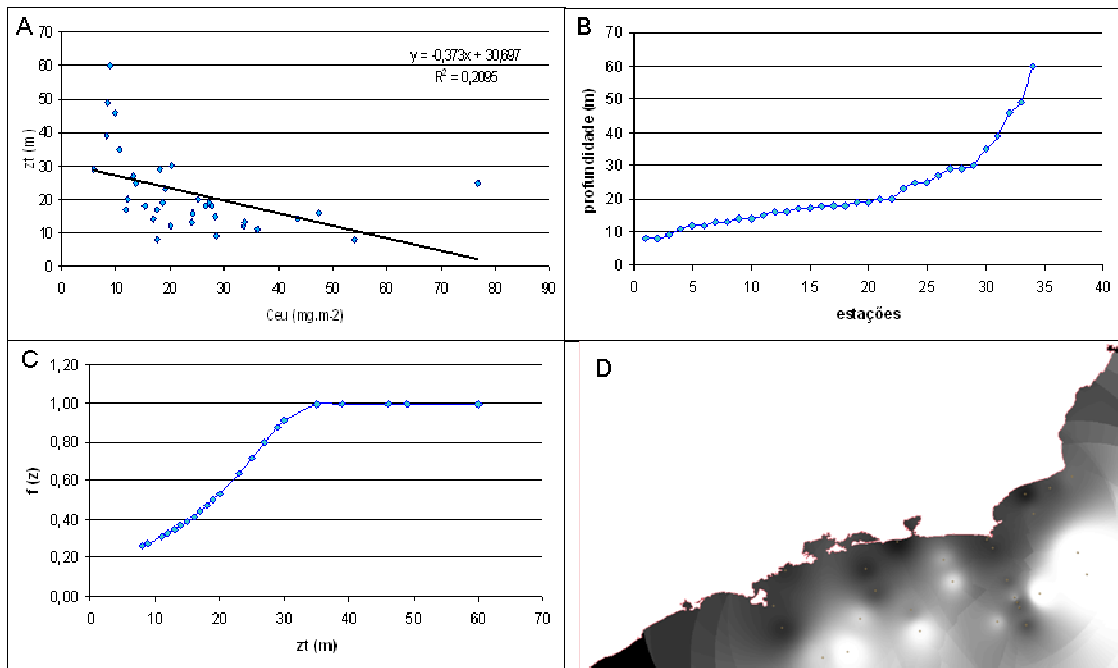 A
70
60
50
40
30
20
10
0
zt (m)
y = -0,373x + 30,697
R² = 0,2095
0 10 20 30 40 50 60 70 80 90
Ceu (mg.m-2)
B
70
60
50
40
30
20
10
0
profundidade (m)
0 5 10 15 20 25 30 35 40
estações
C
1,20
1,00
0,80
0,60
0,40
0,20
0,00
f (z)
0 10 20 30 40 50 60 70
zt (m)
D